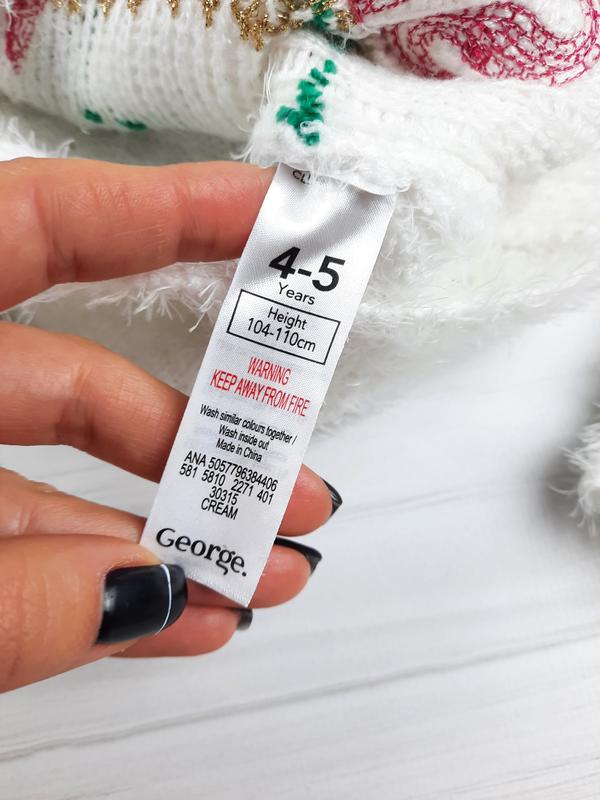 4-5
Years
Height
104-110cm
WARNING
KEEP AWAY FROM FIRE
Wash similar colours together /
Wash inside out
Made in China
ANA 5057796384406
581 5810 2271 401
30315
CREAM
George.